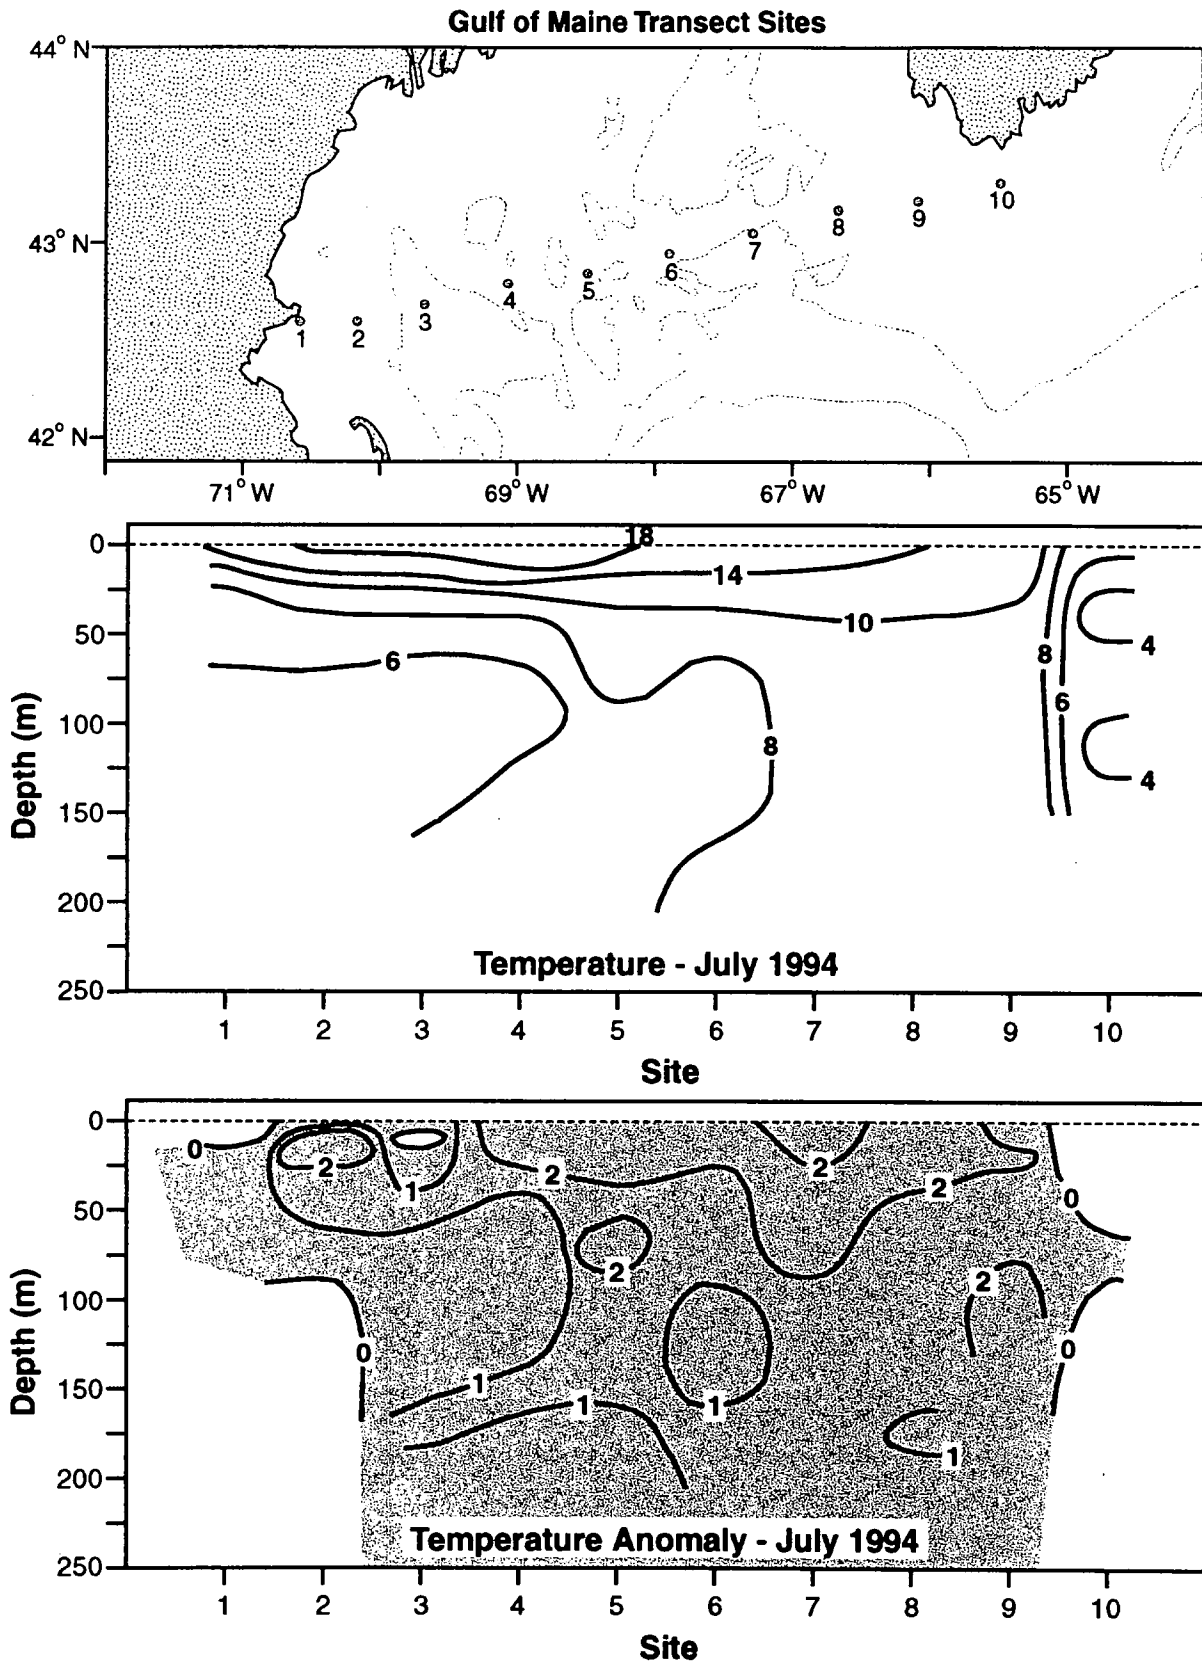 Gulf of Maine Transect Sites
44° N
43° N
42° N
1 2 3 4 5 6 7 8 9 10
71° W 69° W 67° W 65° W
18
14
10
8
6
4
6
8
4
0
50
100
150
200
250
Depth (m)
Temperature - July 1994
1 2 3 4 5 6 7 8 9 10
Site
0
2
1
2
2
2
0
2
2
0
1
1
1
1
0
0
50
100
150
200
250
Depth (m)
Temperature Anomaly - July 1994
1 2 3 4 5 6 7 8 9 10
Site